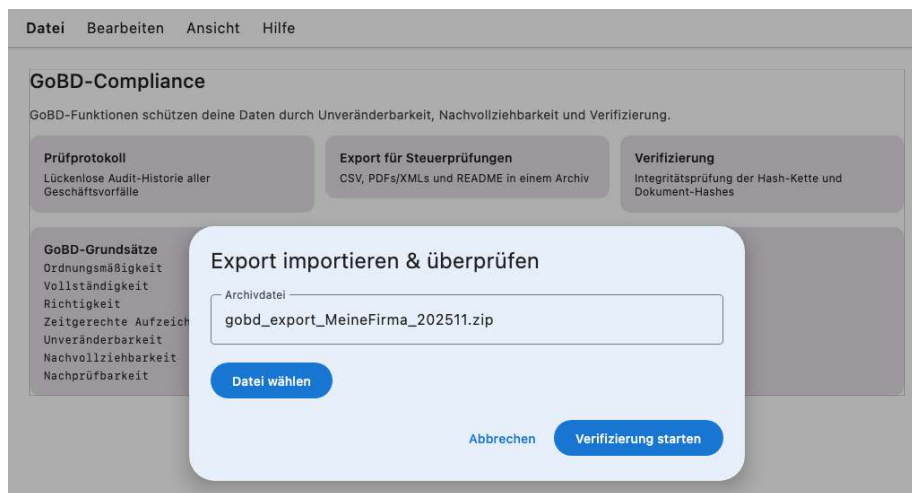 Datei Bearbeiten Ansicht Hilfe
GoBD-Compliance
GoBD-Funktionen schützen deine Daten durch Unveränderbarkeit, Nachvollziehbarkeit und Verifizierung.
Prüfprotokoll
Lückenlose Audit-Historie aller
Geschäftsvorfälle
Export für Steuerprüfungen
CSV, PDFs/XMLs und README in einem Archiv
Verifizierung
Integritätsprüfung der Hash-Kette und
Dokument-Hashes
GoBD-Grundsätze
Ordnungsmäßigkeit
Vollständigkeit
Richtigkeit
Zeitgerechte Aufzeich
Unveränderbarkeit
Nachvollziehbarkeit
Nachprüfbarkeit
Export importieren & überprüfen
Archivdatei
gobd_export_MeineFirma_202511.zip
Datei wählen
Abbrechen Verifizierung starten